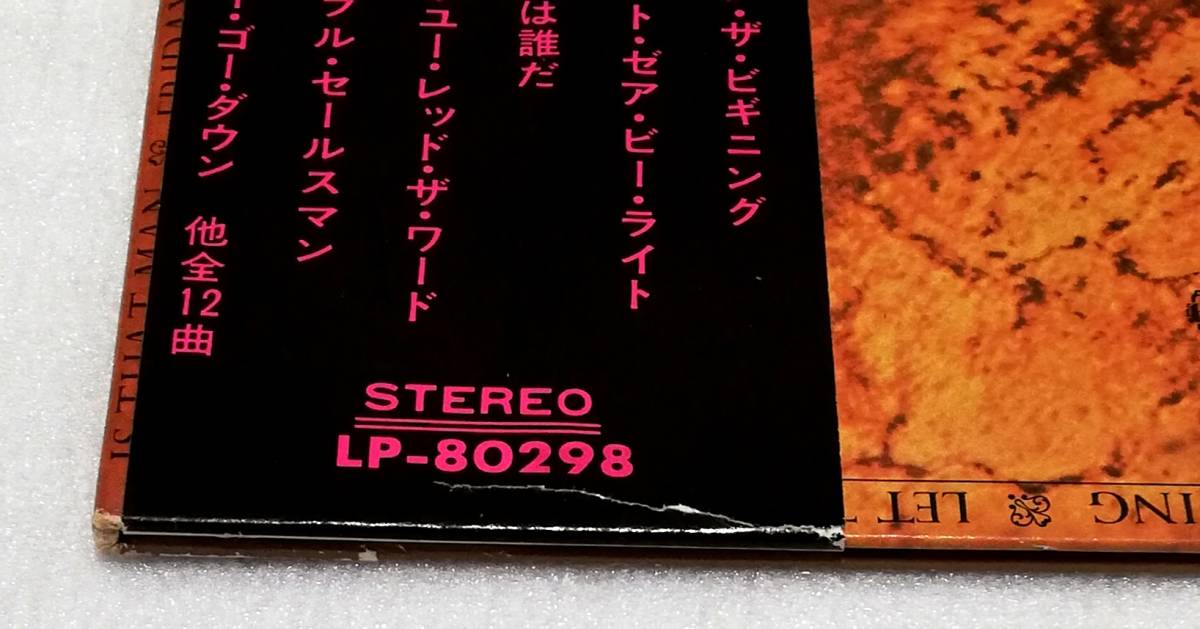 ・ザ・ビギニング
ト・ゼア・ビー・ライト
は誰だ
ユー・レッド・ザ・ワード
フル・セールスマン
ー・ゴー・ダウン 他全12曲
STEREO
LP-80298
IS THAT MAN
ING LET